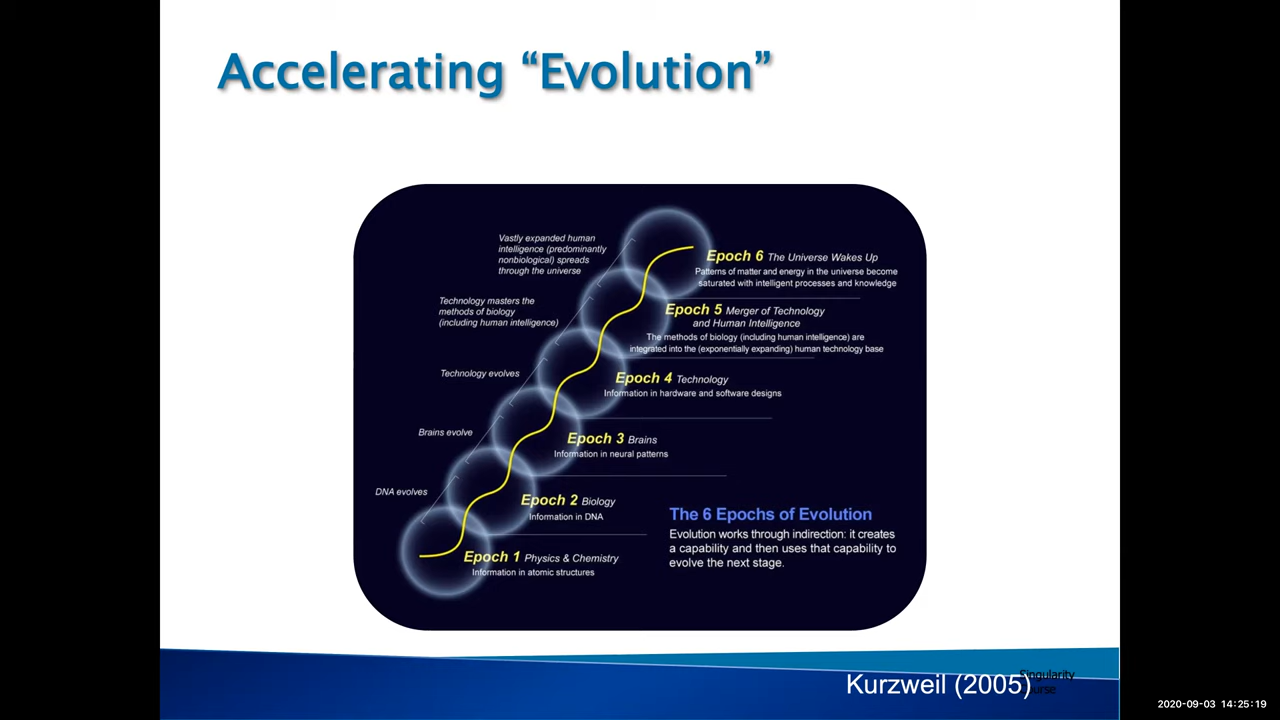 Accelerating “Evolution”
Vastly expanded human
intelligence (predominantly
nonbiological) spreads
through the universe
Epoch 6 The Universe Wakes Up
Patterns of matter and energy in the universe become
saturated with intelligent processes and knowledge
Technology masters the
methods of biology
(including human intelligence)
Epoch 5 Merger of Technology
and Human Intelligence
The methods of biology (including human intelligence) are
integrated into the (exponentially expanding) human technology base
Technology evolves
Epoch 4 Technology
Information in hardware and software designs
Brains evolve
Epoch 3 Brains
Information in neural patterns
DNA evolves
Epoch 2 Biology
Information in DNA
Epoch 1 Physics & Chemistry
Information in atomic structures
The 6 Epochs of Evolution
Evolution works through indirection: it creates
a capability and then uses that capability to
evolve the next stage.
Kurzweil (2005)
Singularity
2020-09-03 14:25:19